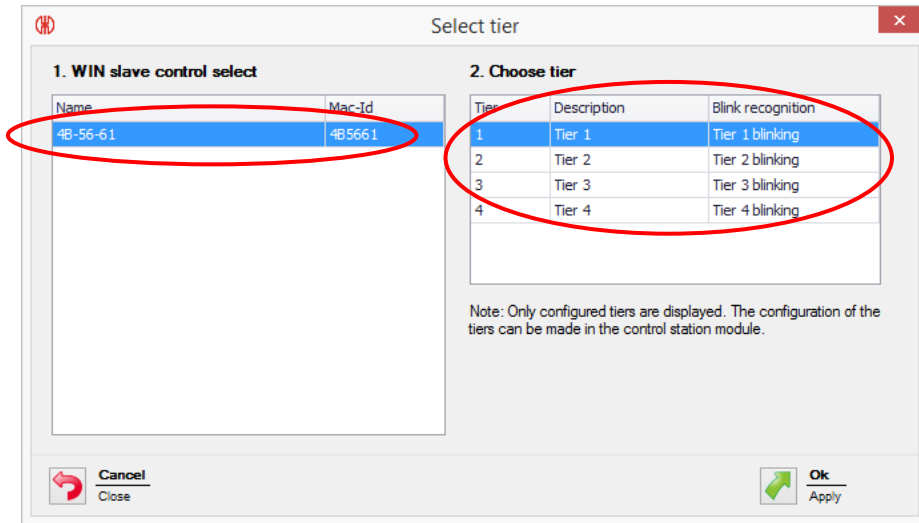 Select tier
1. WIN slave control select
Name Mac-Id
4B-56-61 4B5661
2. Choose tier
Tier Description Blink recognition
1 Tier 1 Tier 1 blinking
2 Tier 2 Tier 2 blinking
3 Tier 3 Tier 3 blinking
4 Tier 4 Tier 4 blinking
Note: Only configured tiers are displayed. The configuration of the
tiers can be made in the control station module.
Cancel
Close
Ok
Apply